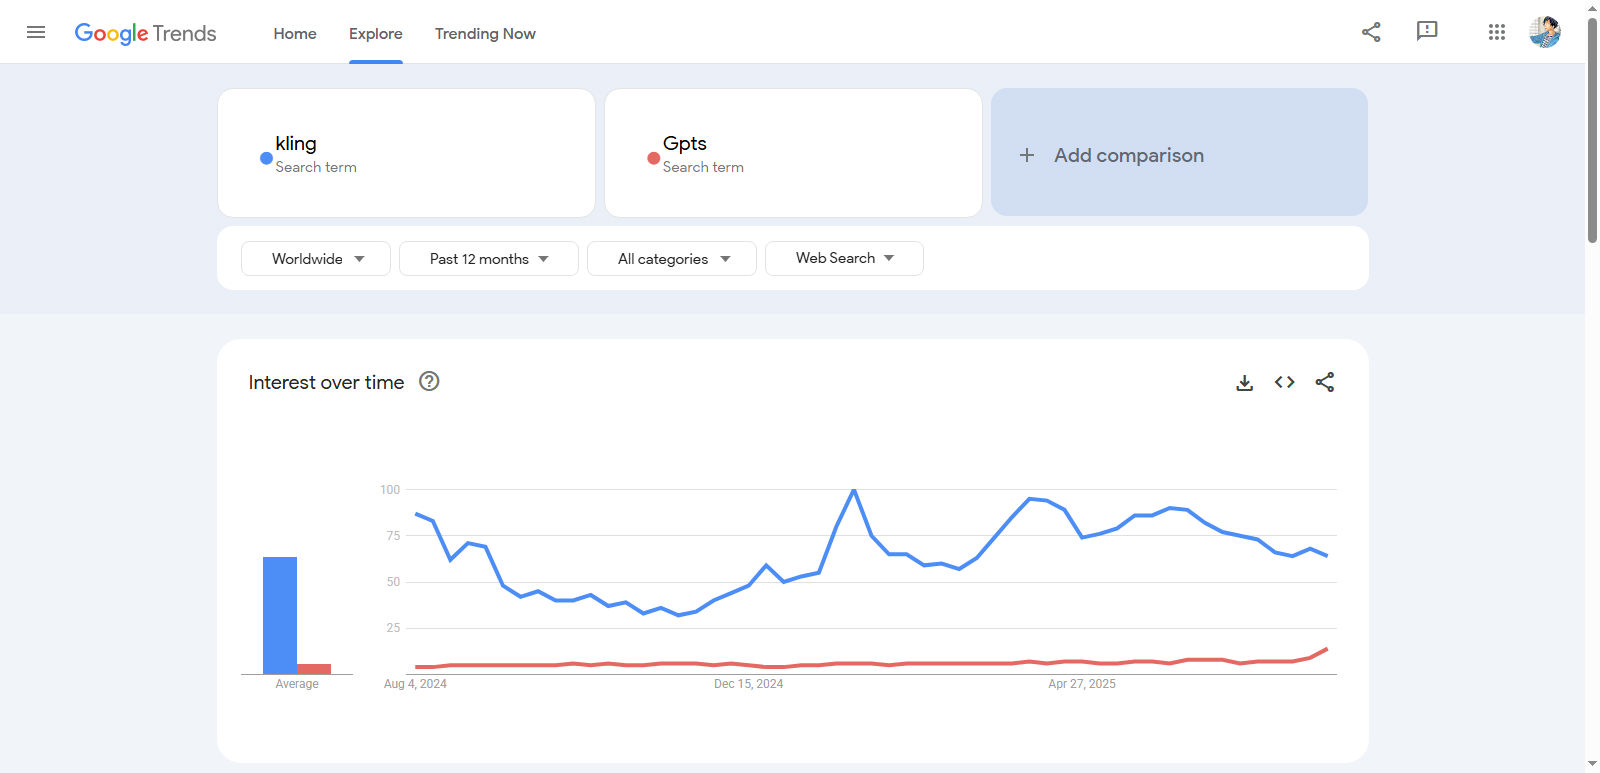 Google Trends
Home Explore Trending Now
kling
Search term
Gpts
Search term
+ Add comparison
Worldwide
Past 12 months
All categories
Web Search
Interest over time ?
100
75
50
25
Average
Aug 4, 2024
Dec 15, 2024
Apr 27, 2025